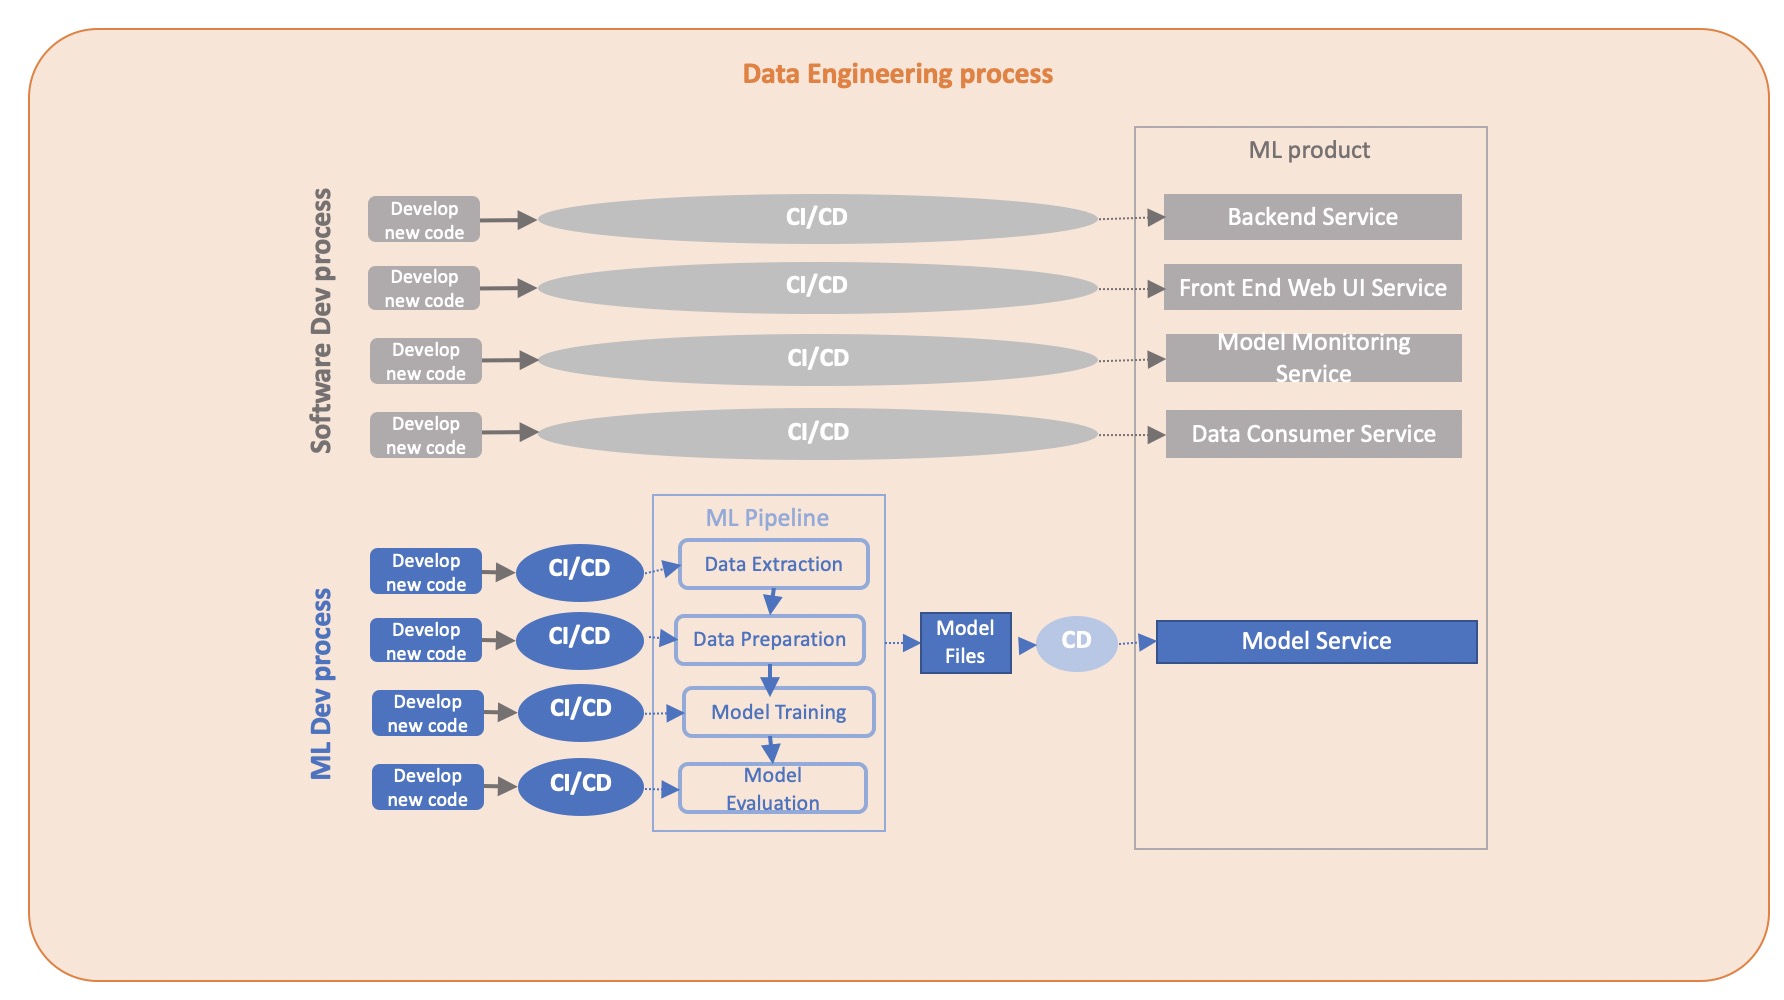 Data Engineering process
ML product
Software Dev process
Develop
new code
CI/CD
Backend Service
Develop
new code
CI/CD
Front End Web UI Service
Develop
new code
CI/CD
Model Monitoring
Service
Develop
new code
CI/CD
Data Consumer Service
ML Dev process
ML Pipeline
Develop
new code
CI/CD
Data Extraction
Develop
new code
CI/CD
Data Preparation
Model
Files
CD
Model Service
Develop
new code
CI/CD
Model Training
Develop
new code
CI/CD
Model
Evaluation